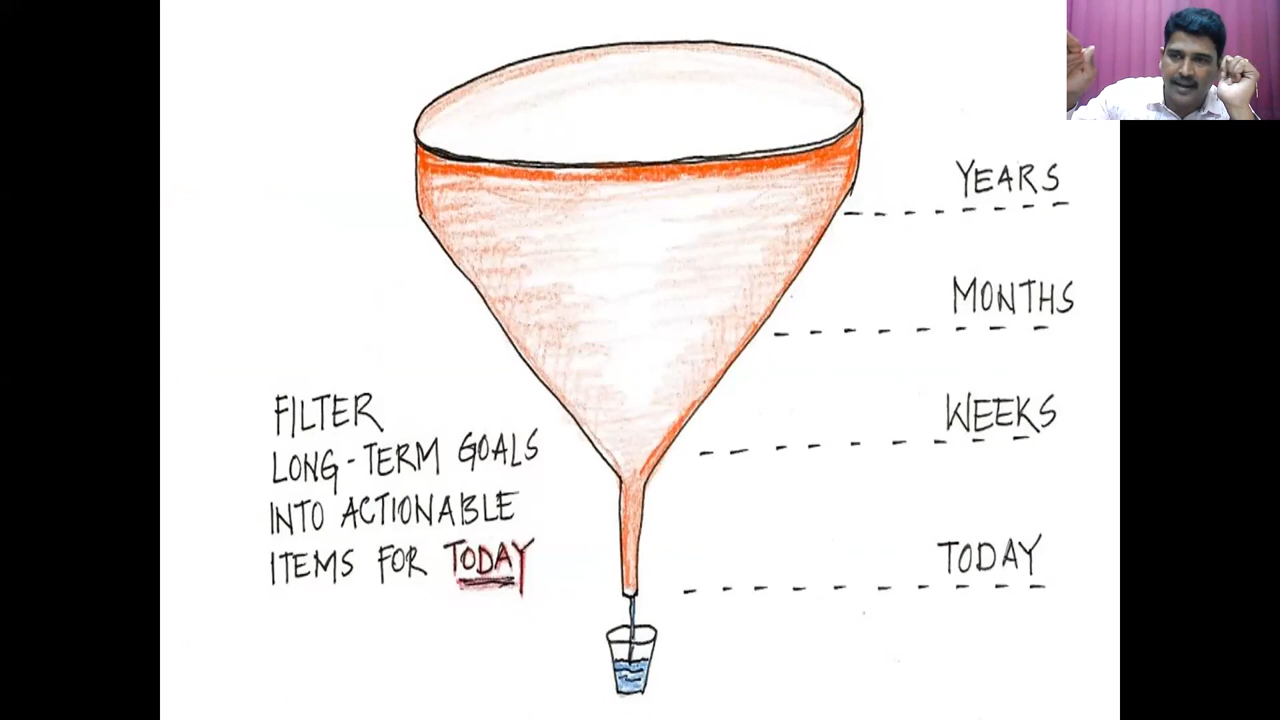 YEARS
MONTHS
WEEKS
TODAY
FILTER
LONG-TERM GOALS
INTO ACTIONABLE
ITEMS FOR TODAY